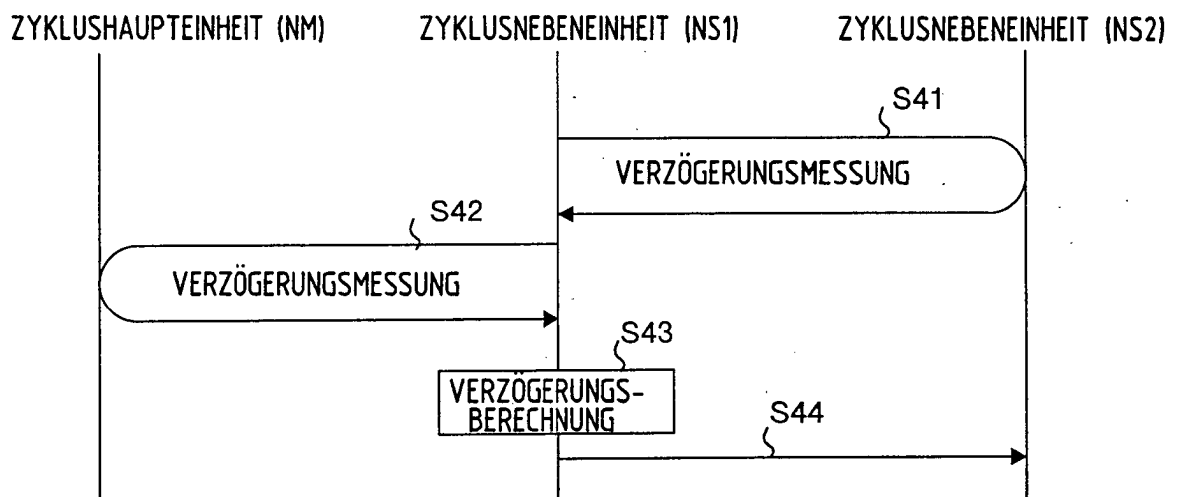 ZYKLUSHAUPTEINHEIT (NM)
ZYKLUSNEBENEINHEIT (NS1)
ZYKLUSNEBENEINHEIT (NS2)
S41
VERZÖGERUNGSMESSUNG
S42
VERZÖGERUNGSMESSUNG
S43
VERZÖGERUNGS-
BERECHNUNG
S44